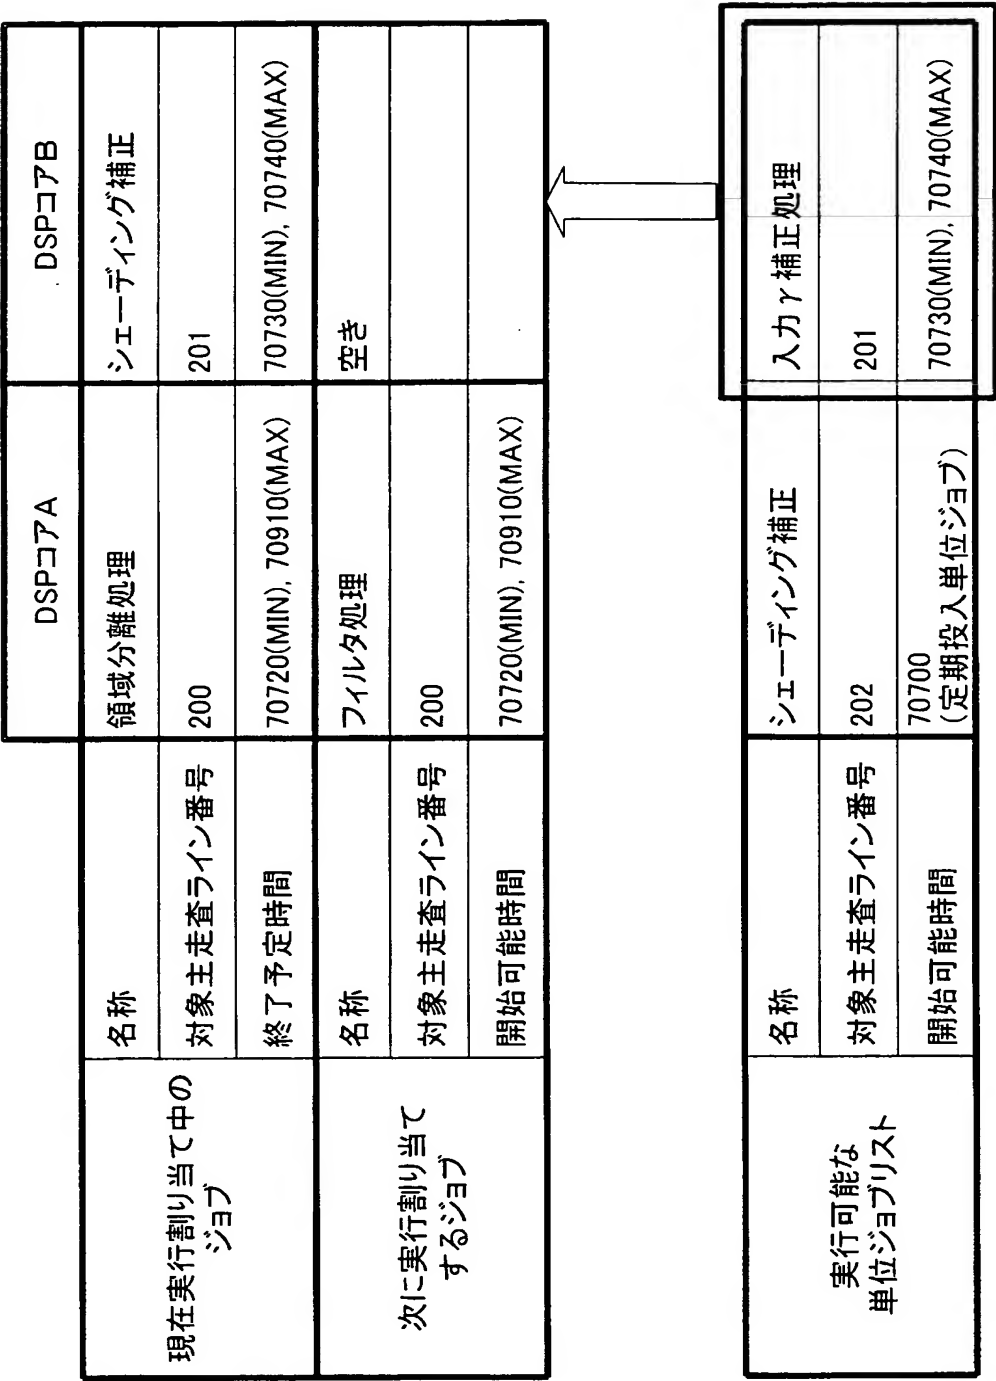 DSPコアA
DSPコアB
現在実行割り当て中の
ジョブ
名称
領域分離処理
シェーディング補正
対象主走査ライン番号
200
201
終了予定時間
70720(MIN), 70910(MAX)
70730(MIN), 70740(MAX)
次に実行割り当て
するジョブ
名称
フィルタ処理
空き
対象主走査ライン番号
200
開始可能時間
70720(MIN), 70910(MAX)
実行可能な
単位ジョブリスト
名称
シェーディング補正
入力γ補正処理
対象主走査ライン番号
202
201
開始可能時間
70700
(定期投入単位ジョブ)
70730(MIN), 70740(MAX)